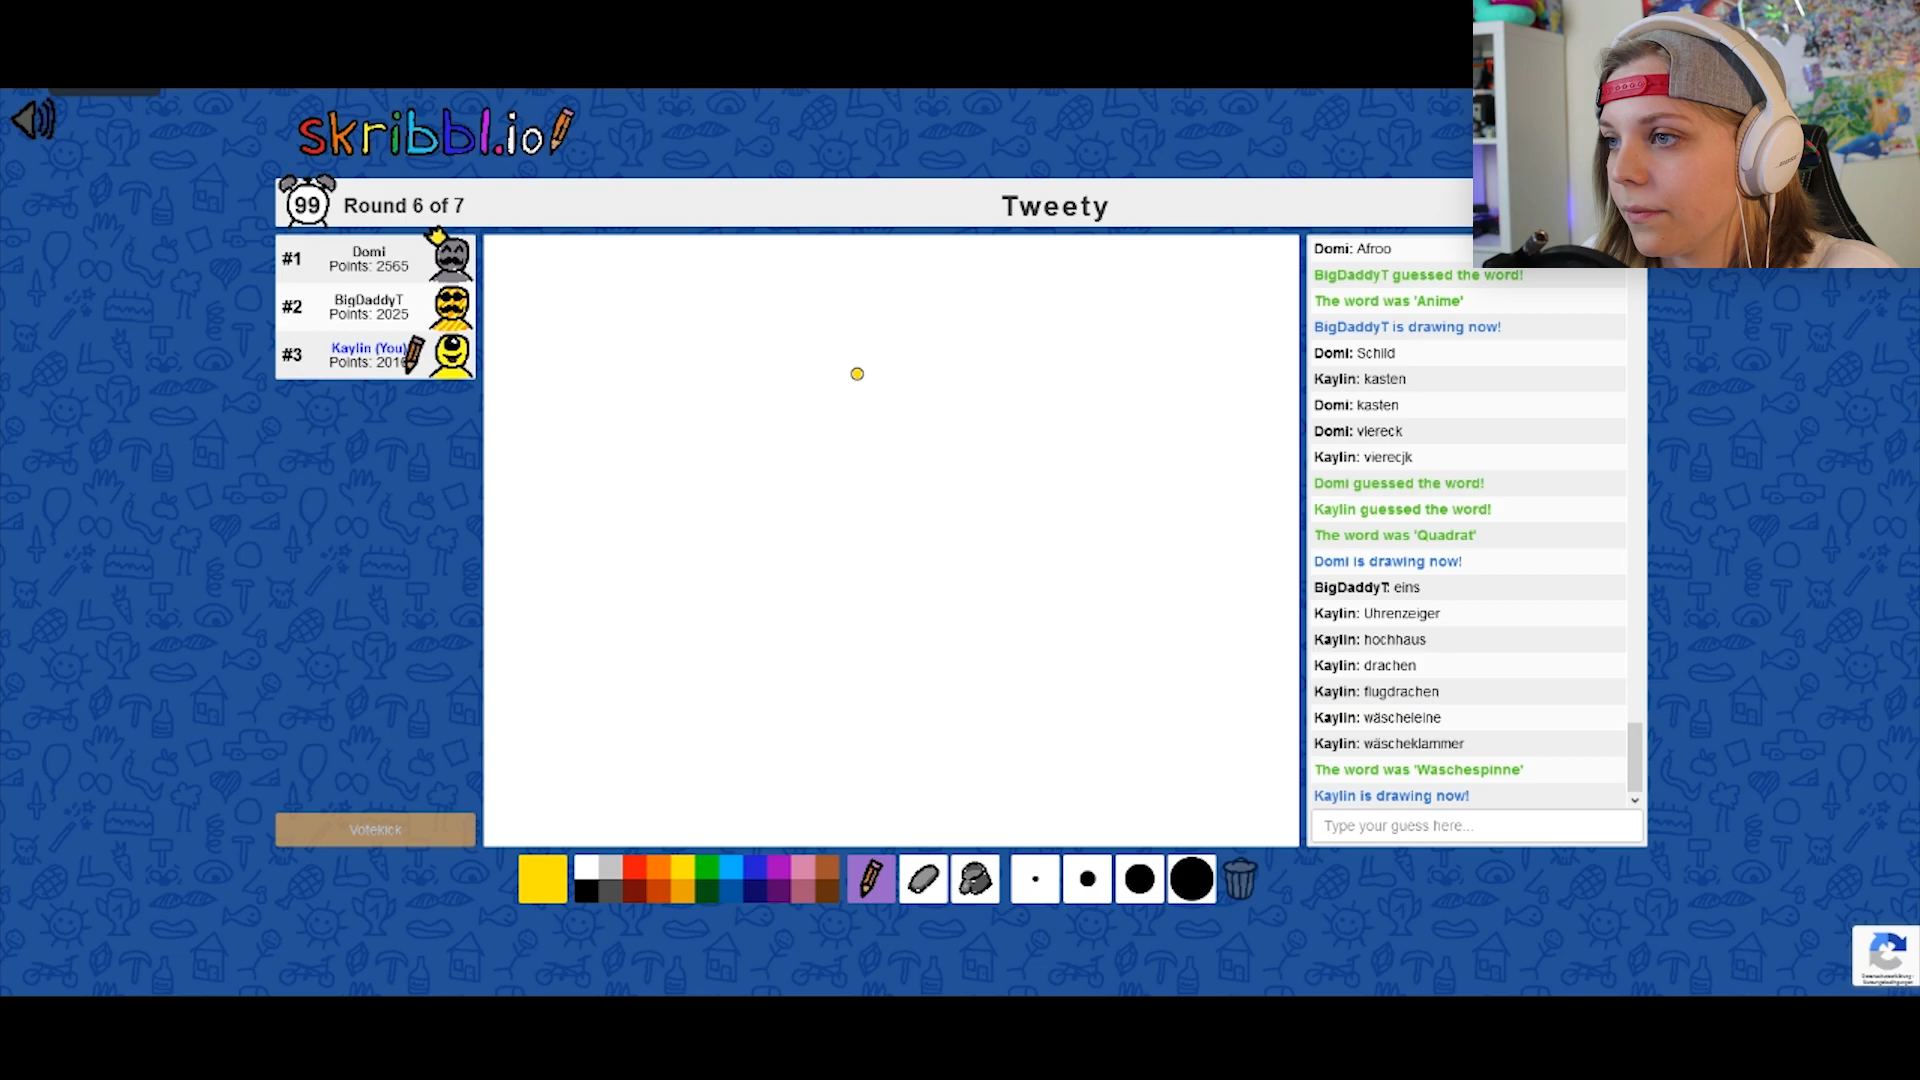 skribbl.io
99
Round 6 of 7
Tweety
#1
Domi
Points: 2565
#2
BigDaddyT
Points: 2025
#3
Kaylin (You)
Points: 2016
Domi: Afroo
BigDaddyT guessed the word!
The word was 'Anime'
BigDaddyT is drawing now!
Domi: Schild
Kaylin: kasten
Domi: kasten
Domi: viereck
Kaylin: vierecjk
Domi guessed the word!
Kaylin guessed the word!
The word was 'Quadrat'
Domi is drawing now!
BigDaddyT: eins
Kaylin: Uhrenzeiger
Kaylin: hochhaus
Kaylin: drachen
Kaylin: flugdrachen
Kaylin: wäscheleine
Kaylin: wäscheklammer
The word was 'Wäschespinne'
Kaylin is drawing now!
Type your guess here...
Votekick